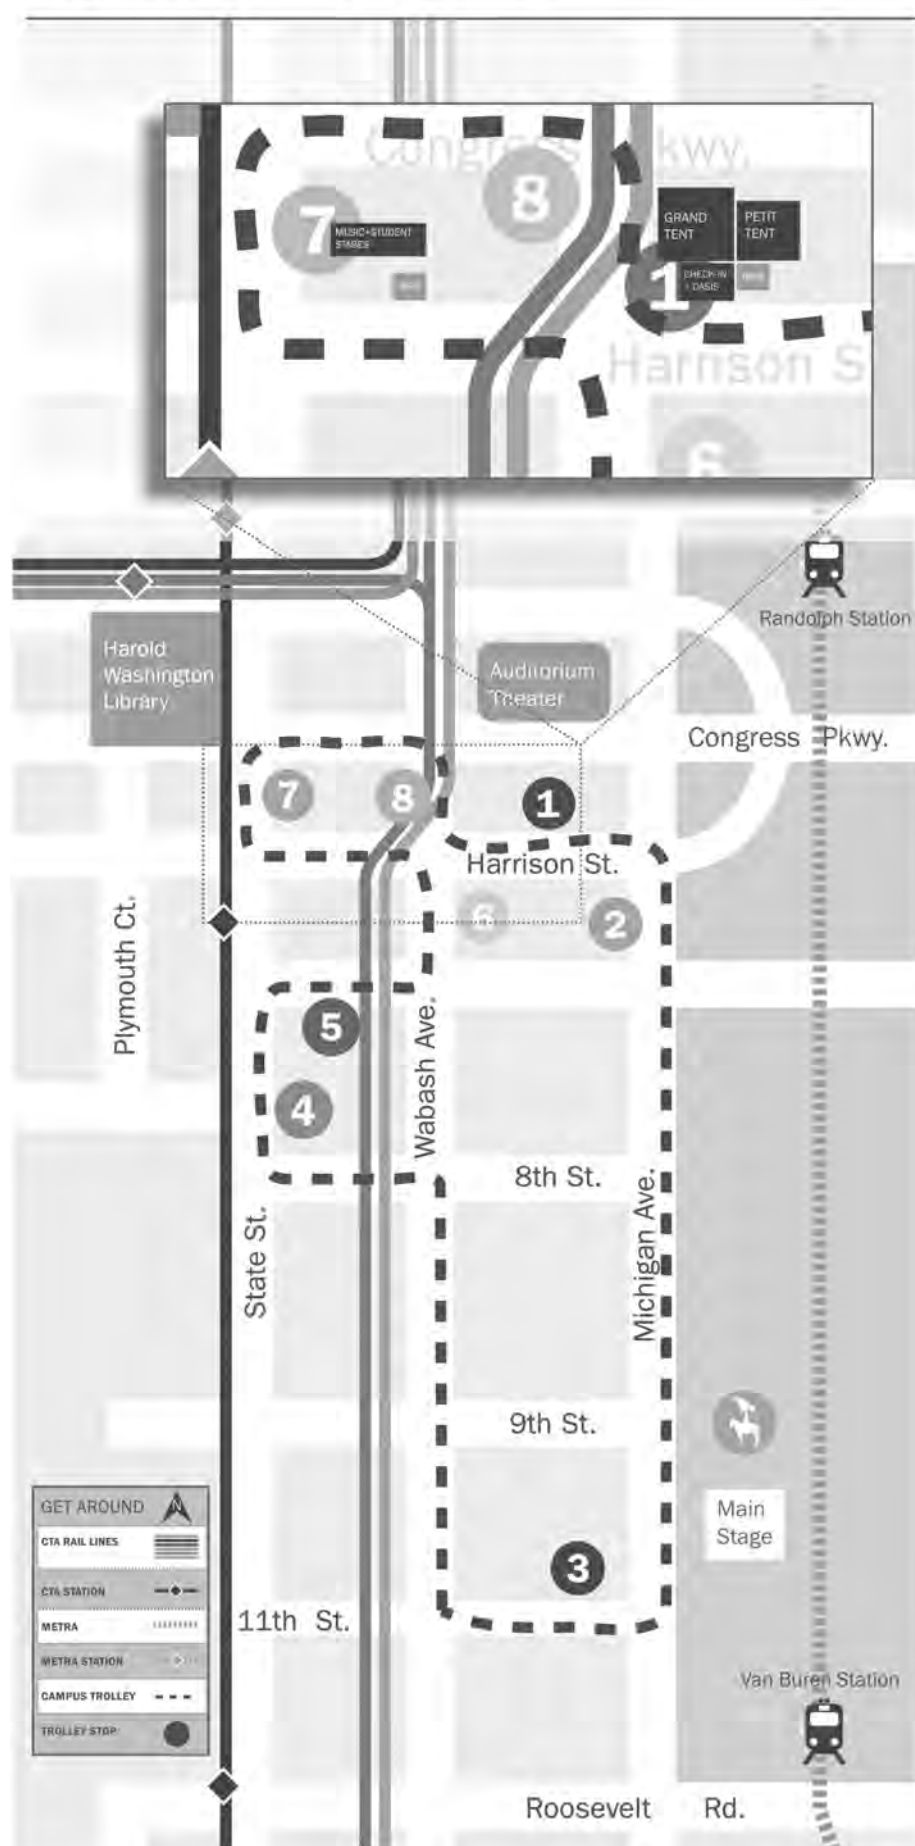 Congress Pkwy.
7
8
MUSIC+STUDENT
STAGES
GRAND
TENT
PETIT
TENT
1
CHECK-IN
+ OASIS
Harrison S
6
Randolph Station
Harold
Washington
Library
Auditorium
Theater
Congress Pkwy.
7
8
1
Harrison St.
6
2
Plymouth Ct.
5
Wabash Ave.
4
8th St.
Michigan Ave.
State St.
9th St.
Main
Stage
3
11th St.
Van Buren Station
Roosevelt Rd.
GET AROUND
N
CTA RAIL LINES
CTA STATION
METRA
METRA STATION
CAMPUS TROLLEY
TROLLEY STOP